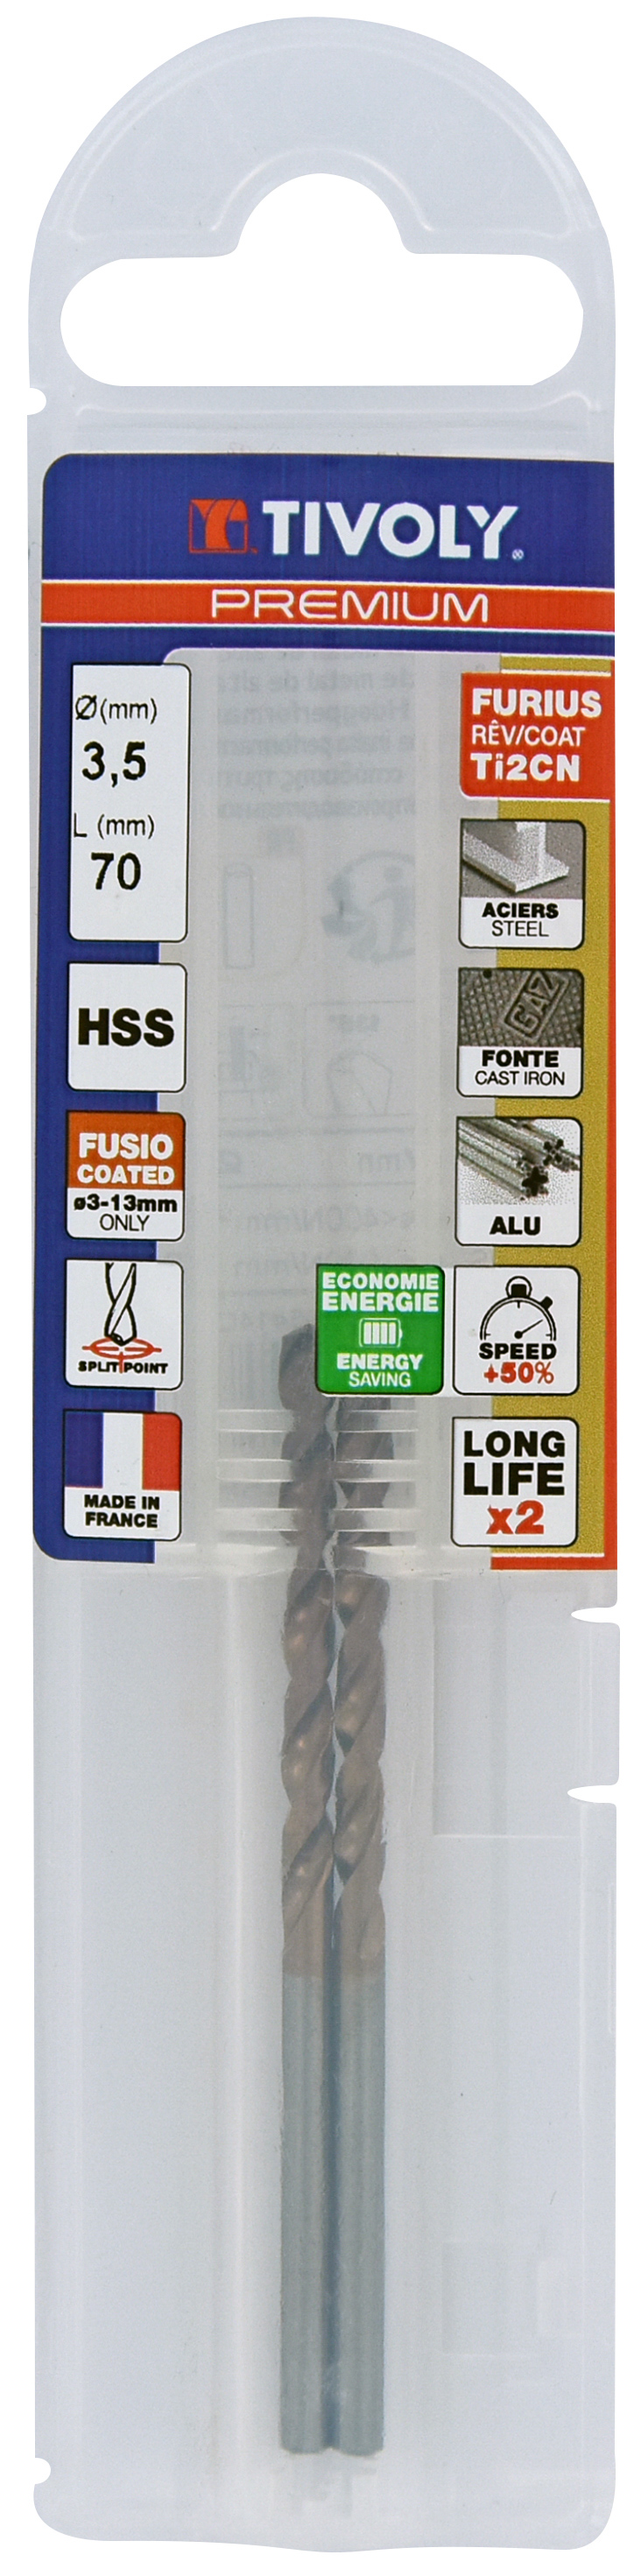 TIVOLY®
PREMIUM
Ø(mm)
3,5
L (mm)
70
HSS
FUSIO
COATED
ø3-13mm
ONLY
SPLIT POINT
MADE IN
FRANCE
FURIUS
RÊV/COAT
Ti2CN
ACIERS
STEEL
GAZ
FONTE
CAST IRON
ALU
ECONOMIE
ENERGIE
ENERGY
SAVING
SPEED
+50%
LONG
LIFE
x2